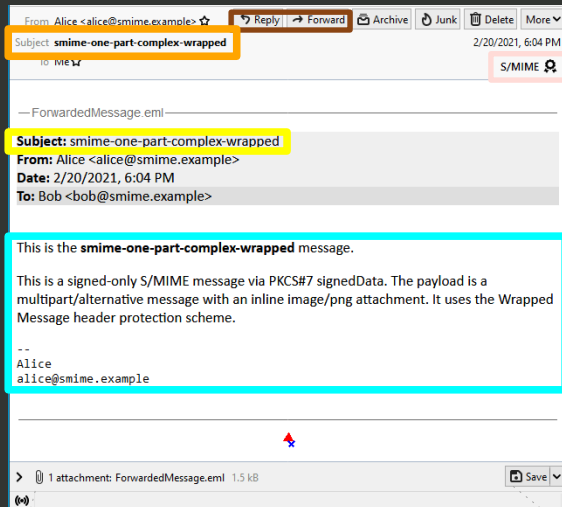 From Alice <alice@smime.example>
Reply Forward Archive Junk Delete More
Subject smime-one-part-complex-wrapped 2/20/2021, 6:04 PM
To Me
S/MIME
ForwardedMessage.eml
Subject: smime-one-part-complex-wrapped
From: Alice <alice@smime.example>
Date: 2/20/2021, 6:04 PM
To: Bob <bob@smime.example>
This is the smime-one-part-complex-wrapped message.
This is a signed-only S/MIME message via PKCS#7 signedData. The payload is a
multipart/alternative message with an inline image/png attachment. It uses the Wrapped
Message header protection scheme.
--
Alice
alice@smime.example
1 attachment: ForwardedMessage.eml 1.5 kB
Save